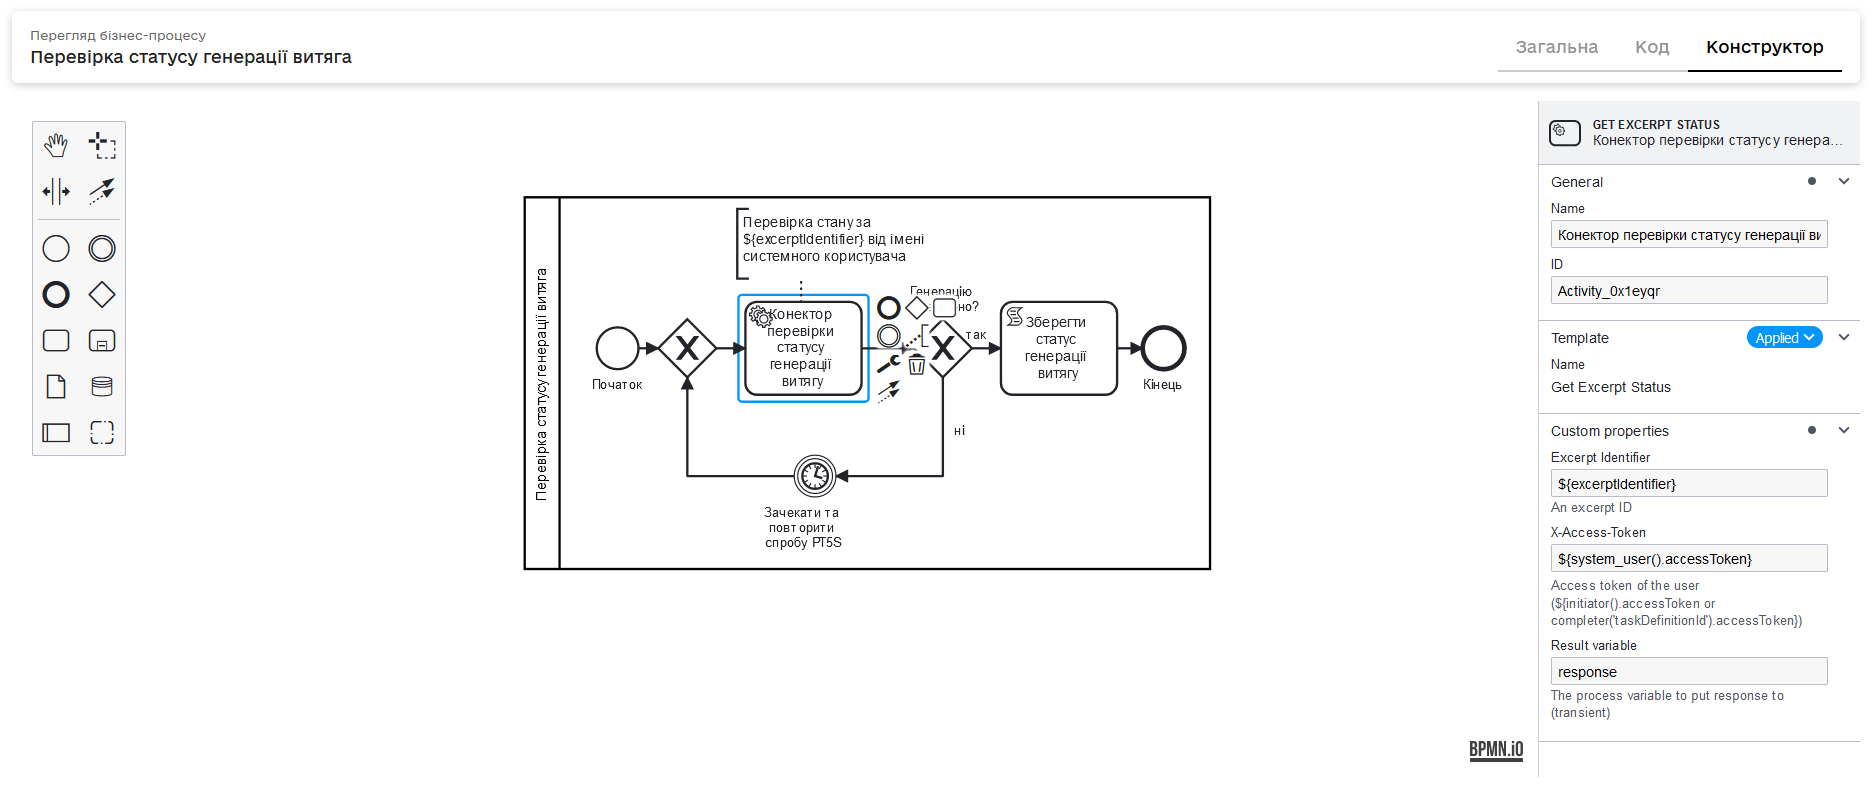 Перегляд бізнес-процесу
Перевірка статусу генерації витяга
Загальна
Код
Конструктор
Перевірка статусу генерації витяга
Перевірка стану за
${excerptIdentifier} від імені
системного користувача
Початок
Конектор
перевірки
статусу
генерації
витягу
Генерацію
но?
так
ні
Зберегти
статус
генерації
витягу
Кінець
Зачекати та
повторити
спробу PT5S
BPMN.iO
GET EXCERPT STATUS
Конектор перевірки статусу генера...
General
Name
Конектор перевірки статусу генерації ви
ID
Activity_0x1eyqr
Template
Applied
Name
Get Excerpt Status
Custom properties
Excerpt Identifier
${excerptIdentifier}
An excerpt ID
X-Access-Token
${system_user().accessToken}
Access token of the user
(${initiator().accessToken or
completer('taskDefinitionId').accessToken})
Result variable
response
The process variable to put response to
(transient)